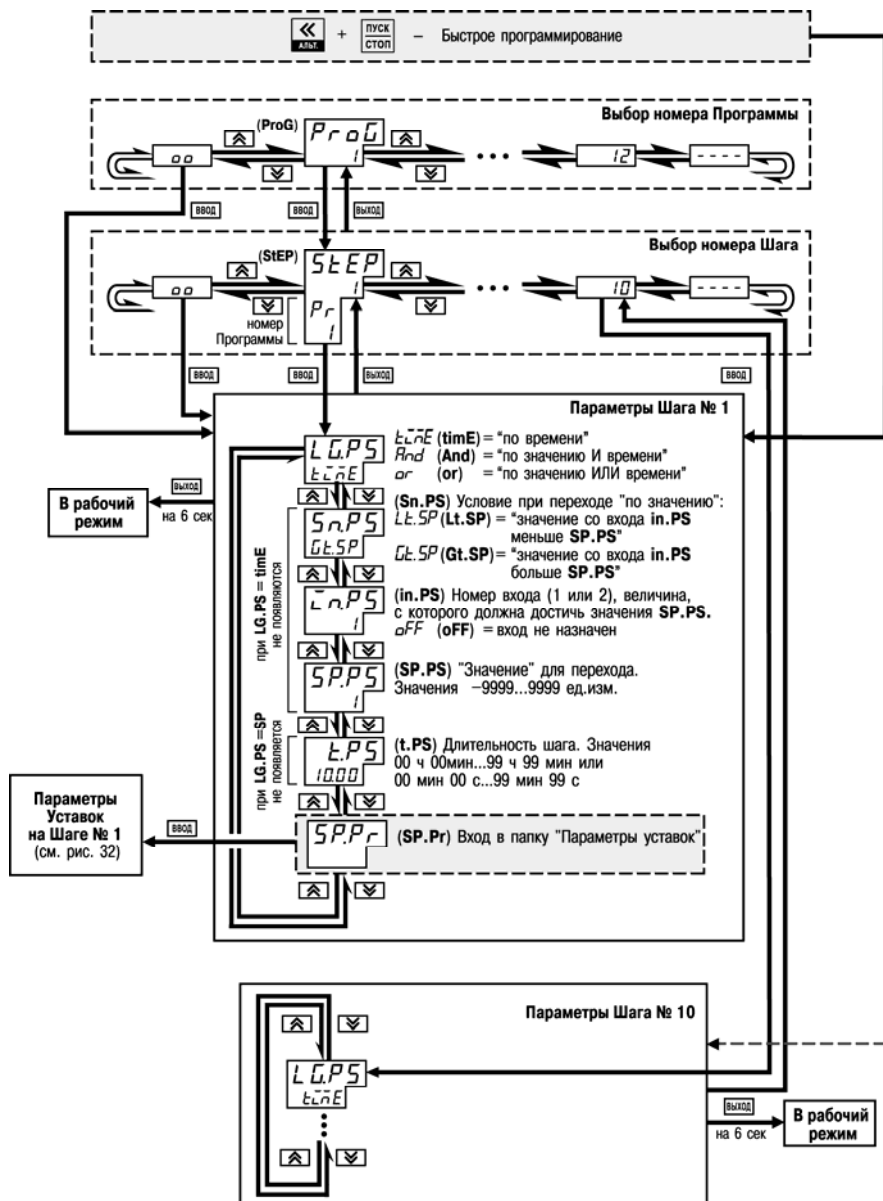 « АЛЬТ. + ПУСК СТОП – Быстрое программирование
Выбор номера Программы
(ProG) ProG
oo 1 ••• 12 ----
ВВОД ВВОД ВЫХОД
Выбор номера Шага
(StEP) StEP
oo 1 ••• 10 ----
Pr
1
номер
Программы
ВВОД ВВОД ВЫХОД ВВОД
Параметры Шага № 1
LG.PS
timE
timE (timE) = "по времени"
And (And) = "по значению И времени"
or (or) = "по значению ИЛИ времени"
ВЫХОД
на 6 сек
В рабочий
режим
при LG.PS = timE
не появляются
Sn.PS
Gt.SP
(Sn.PS) Условие при переходе "по значению":
Lt.SP (Lt.SP) = "значение со входа in.PS
меньше SP.PS"
Gt.SP (Gt.SP)= "значение со входа in.PS
больше SP.PS"
in.PS
1
(in.PS) Номер входа (1 или 2), величина,
с которого должна достичь значения SP.PS.
oFF (oFF) = вход не назначен
SP.PS
1
(SP.PS) "Значение" для перехода.
Значения −9999...9999 ед.изм.
при LG.PS =SP
не появляется
t.PS
10.00
(t.PS) Длительность шага. Значения
00 ч 00мин...99 ч 99 мин или
00 мин 00 с...99 мин 99 с
Параметры
Уставок
на Шаге № 1
(см. рис. 32)
ВВОД
SP.Pr
(SP.Pr) Вход в папку "Параметры уставок"
Параметры Шага № 10
LG.PS
timE
ВЫХОД
на 6 сек
В рабочий
режим